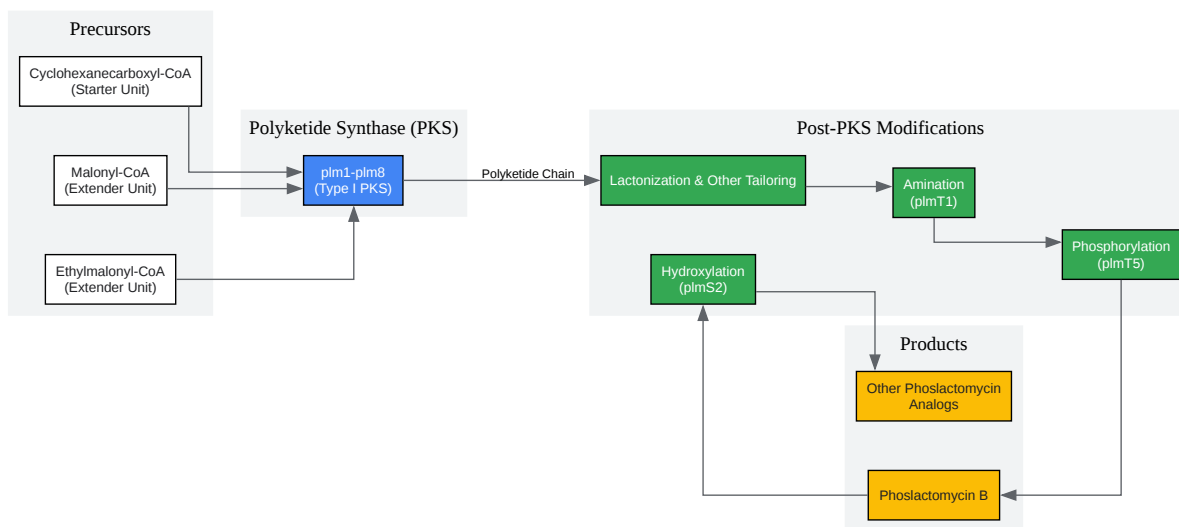 Precursors
Cyclohexanecarboxyl-CoA
(Starter Unit)
Malonyl-CoA
(Extender Unit)
Ethylmalonyl-CoA
(Extender Unit)
Polyketide Synthase (PKS)
plm1-plm8
(Type I PKS)
Polyketide Chain
Post-PKS Modifications
Lactonization & Other Tailoring
Amination
(plmT1)
Phosphorylation
(plmT5)
Hydroxylation
(plmS2)
Products
Other Phoslactomycin
Analogs
Phoslactomycin B